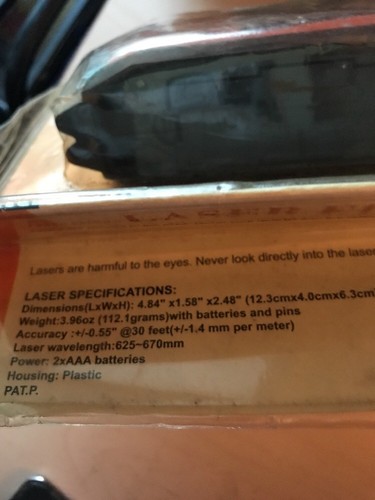 Lasers are harmful to the eyes. Never look directly into the laser
LASER SPECIFICATIONS:
Dimensions(LxWxH): 4.84" x1.58" x2.48" (12.3cmx4.0cmx6.3cm
Weight:3.96oz (112.1grams)with batteries and pins
Accuracy :+/-0.55" @30 feet(+/-1.4 mm per meter)
Laser wavelength:625~670mm
Power: 2xAAA batteries
Housing: Plastic
PAT.P.